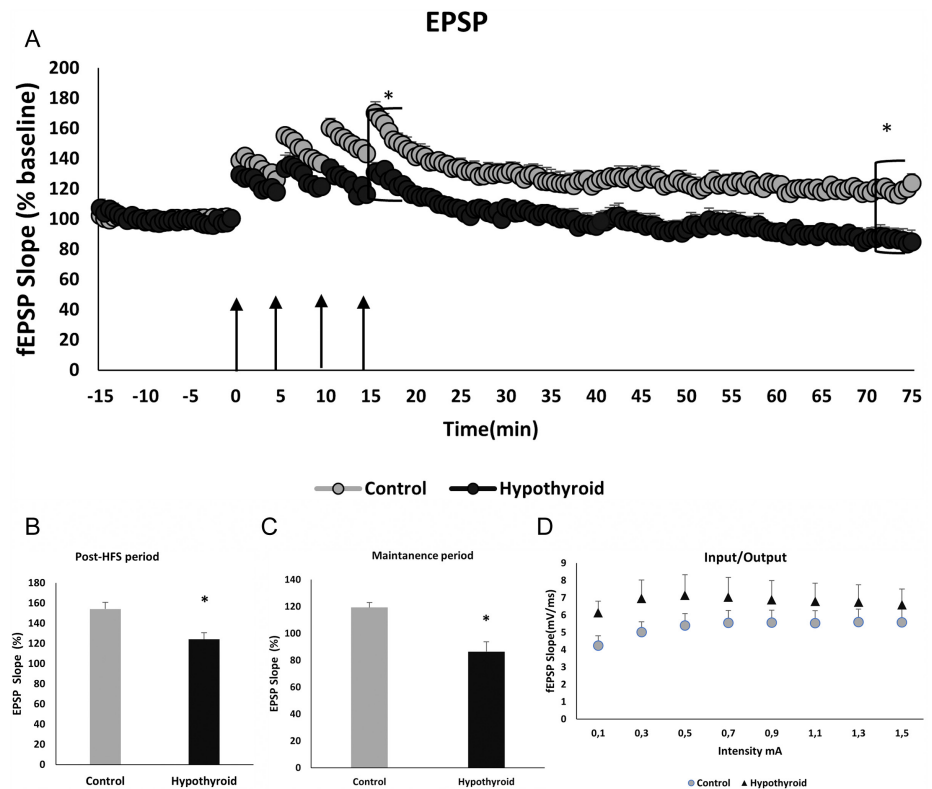 EPSP
A
fEPSP Slope (% baseline)
200
180
160
140
120
100
80
60
40
20
0
*
*
-15 -10 -5 0 5 10 15 20 25 30 35 40 45 50 55 60 65 70 75
Time(min)
Control Hypothyroid
B
Post-HFS period
EPSP Slope (%)
180
160
140
120
100
80
60
40
20
0
*
Control Hypothyroid
C
Maintanence period
EPSP Slope (%)
140
120
100
80
60
40
20
0
*
Control Hypothyroid
D
Input/Output
fEPSP Slope(mV/ms)
9
8
7
6
5
4
3
2
1
0
0,1 0,3 0,5 0,7 0,9 1,1 1,3 1,5
Intensity mA
Control Hypothyroid